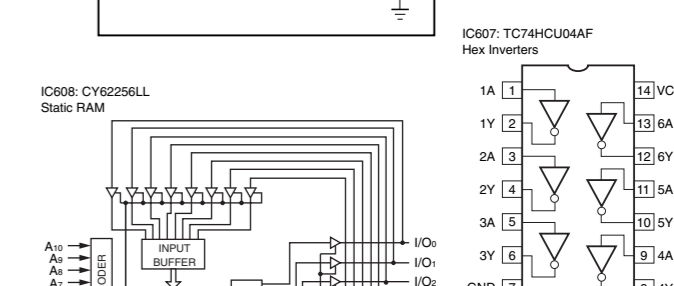 IC607: TC74HCU04AF
Hex Inverters
IC608: CY62256LL
Static RAM
1A 1
1Y 2
2A 3
2Y 4
3A 5
3Y 6
14 VC
13 6A
12 6Y
11 5A
10 5Y
9 4A
INPUT
BUFFER
A10
A9
A8
I/O0
I/O1
I/O2